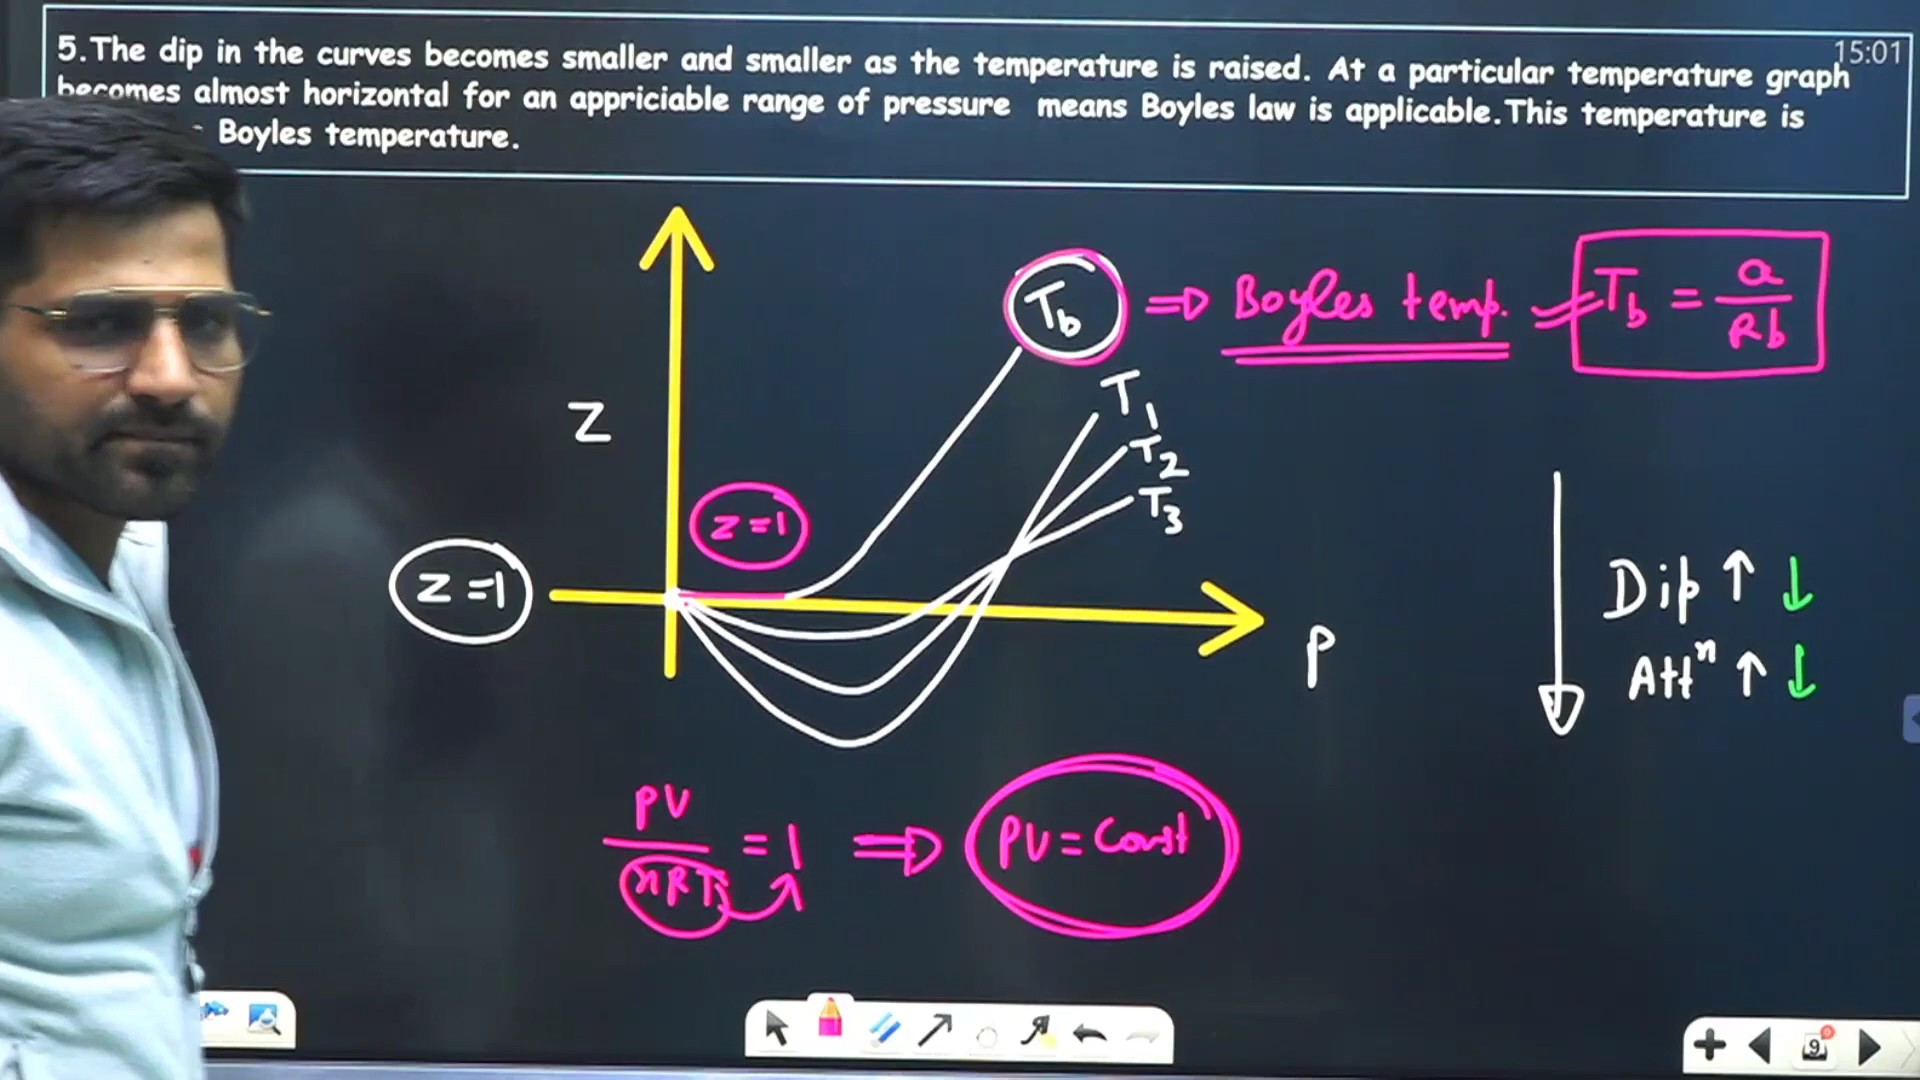 15:01
5.The dip in the curves becomes smaller and smaller as the temperature is raised. At a particular temperature graph
becomes almost horizontal for an appriciable range of pressure means Boyles law is applicable.This temperature is
Boyles temperature.
Tb ⇒ Boyles temp. Tb = a/Rb
T1
T2
T3
Z
z=1
z=1
P
Dip ↑ ↓
Attⁿ ↑ ↓
PV/nRT = 1 ⇒ PV = Const
9